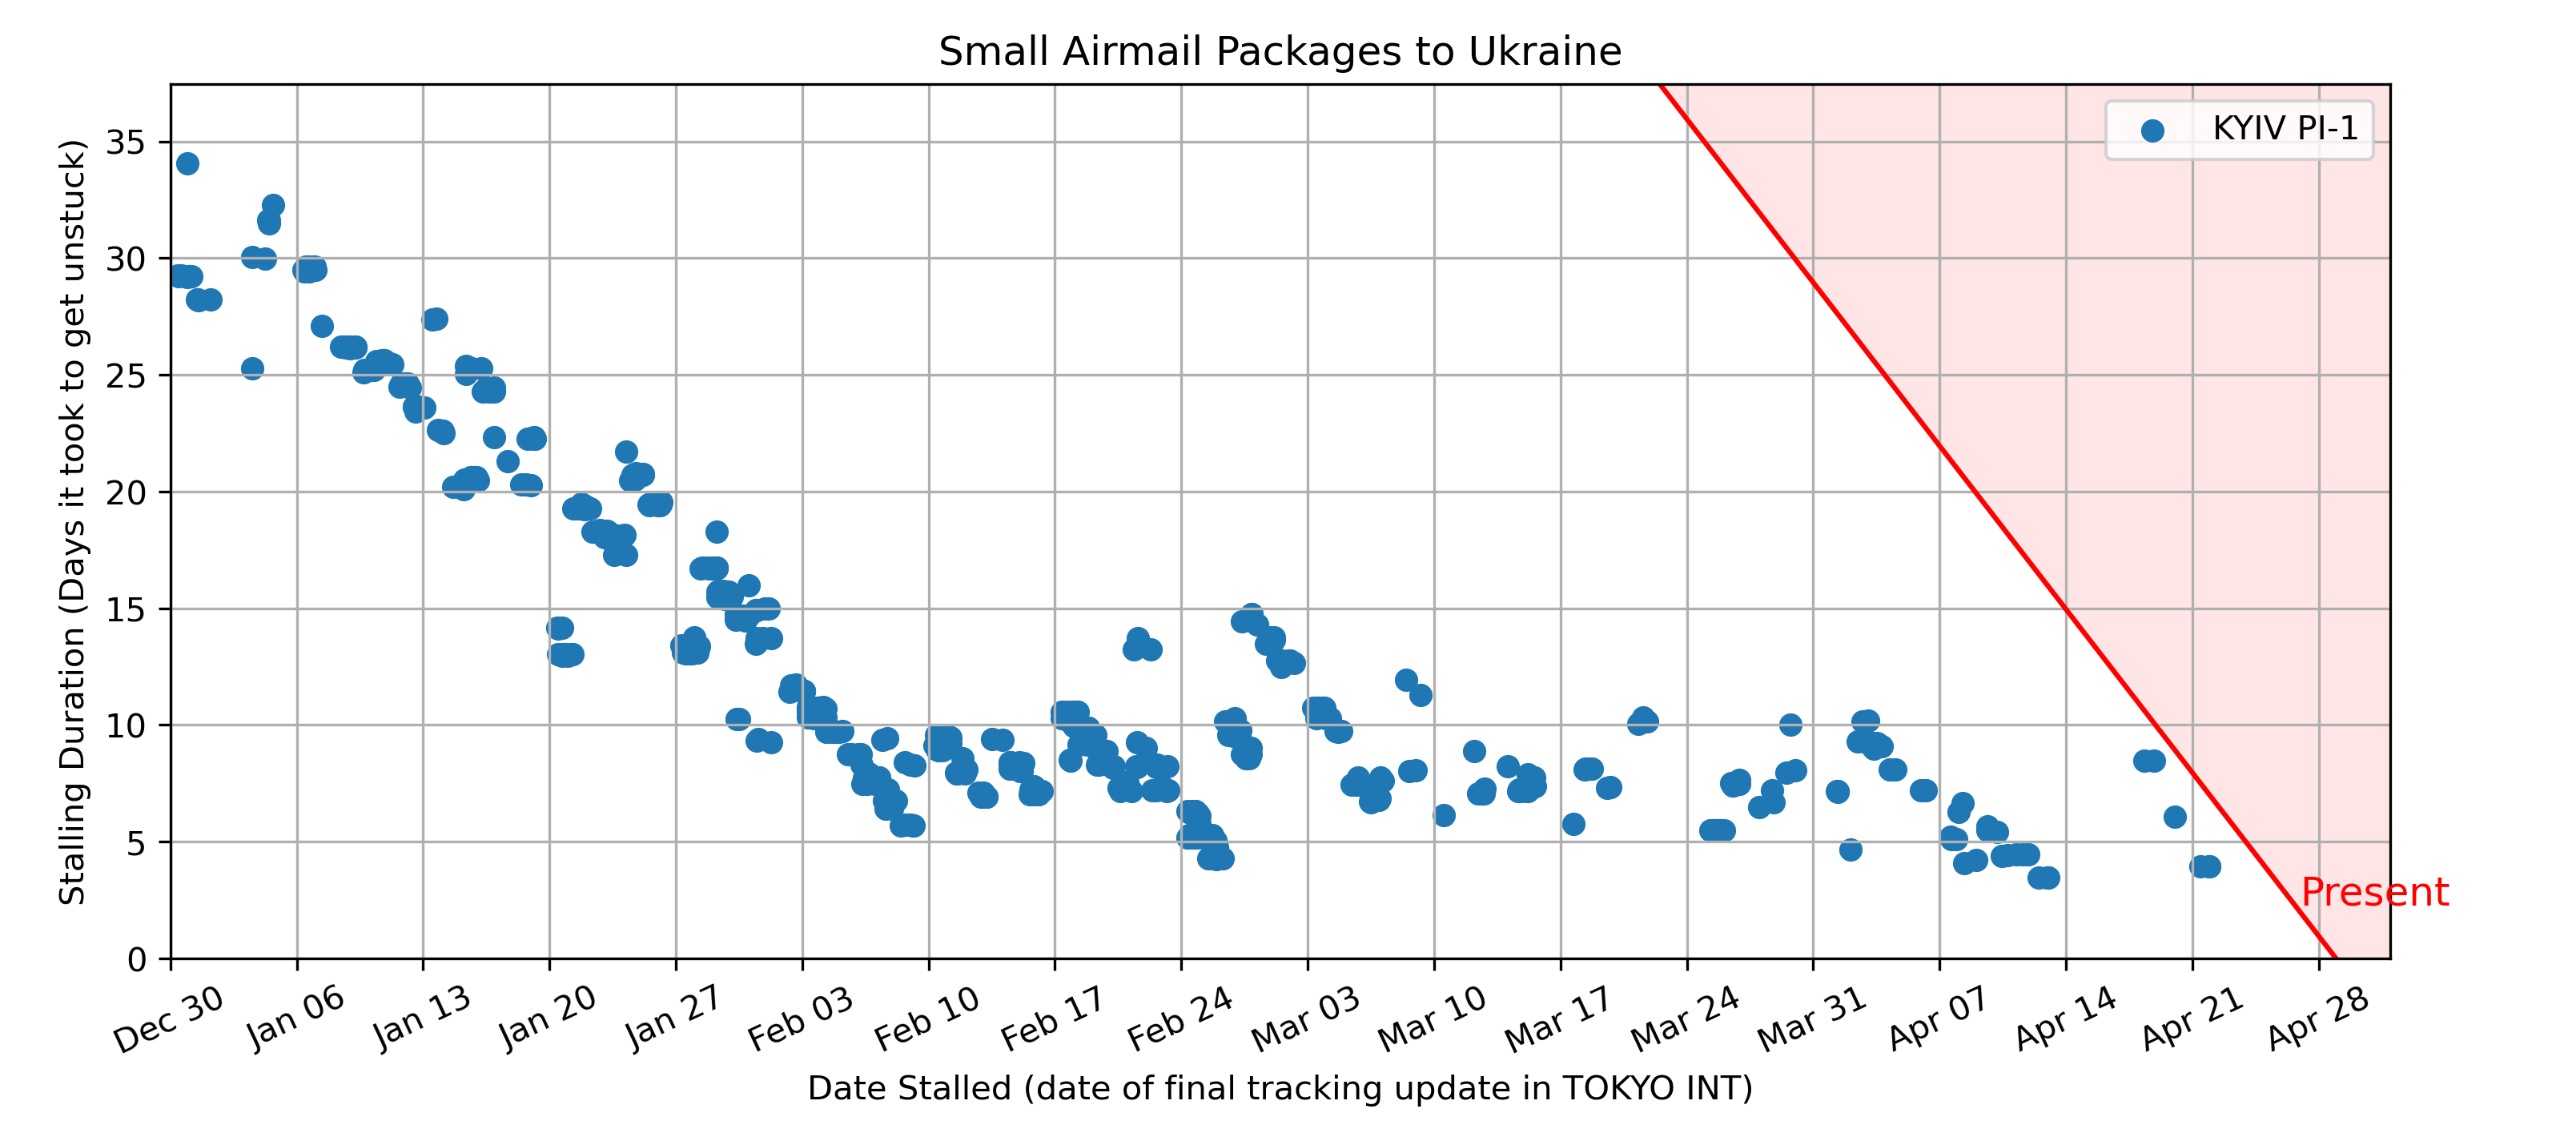 Small Airmail Packages to Ukraine
KYIV PI-1
Stalling Duration (Days it took to get unstuck)
35
30
25
20
15
10
5
0
Present
Dec 30
Jan 06
Jan 13
Jan 20
Jan 27
Feb 03
Feb 10
Feb 17
Feb 24
Mar 03
Mar 10
Mar 17
Mar 24
Mar 31
Apr 07
Apr 14
Apr 21
Apr 28
Date Stalled (date of final tracking update in TOKYO INT)